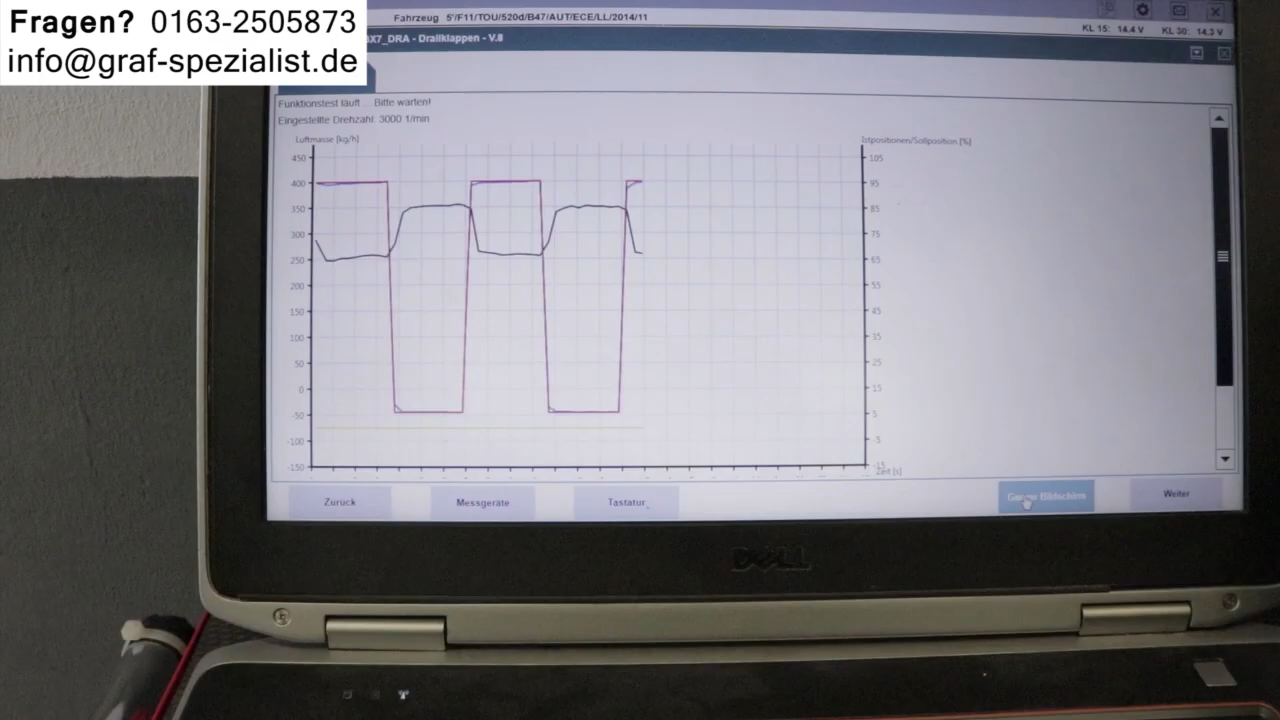 Fragen? 0163-2505873
info@graf-spezialist.de
Fahrzeug 5'/F11/TOU/520d/B47/AUT/ECE/LL/2014/11
KL 15: 14.4 V KL 30: 14.3 V
X7_DRA - Drallklappen - V.8
Funktionstest läuft ... Bitte warten!
Eingestellte Drehzahl: 3000 1/min
Luftmasse [kg/h]
Istpositionen/Sollposition [%]
450 105
400 95
350 85
300 75
250 65
200 55
150 45
100 35
50 25
0 15
-50 5
-100 -5
-150 -15
Zeit [s]
Zurück Messgeräte Tastatur Ganzer Bildschirm Weiter
DELL